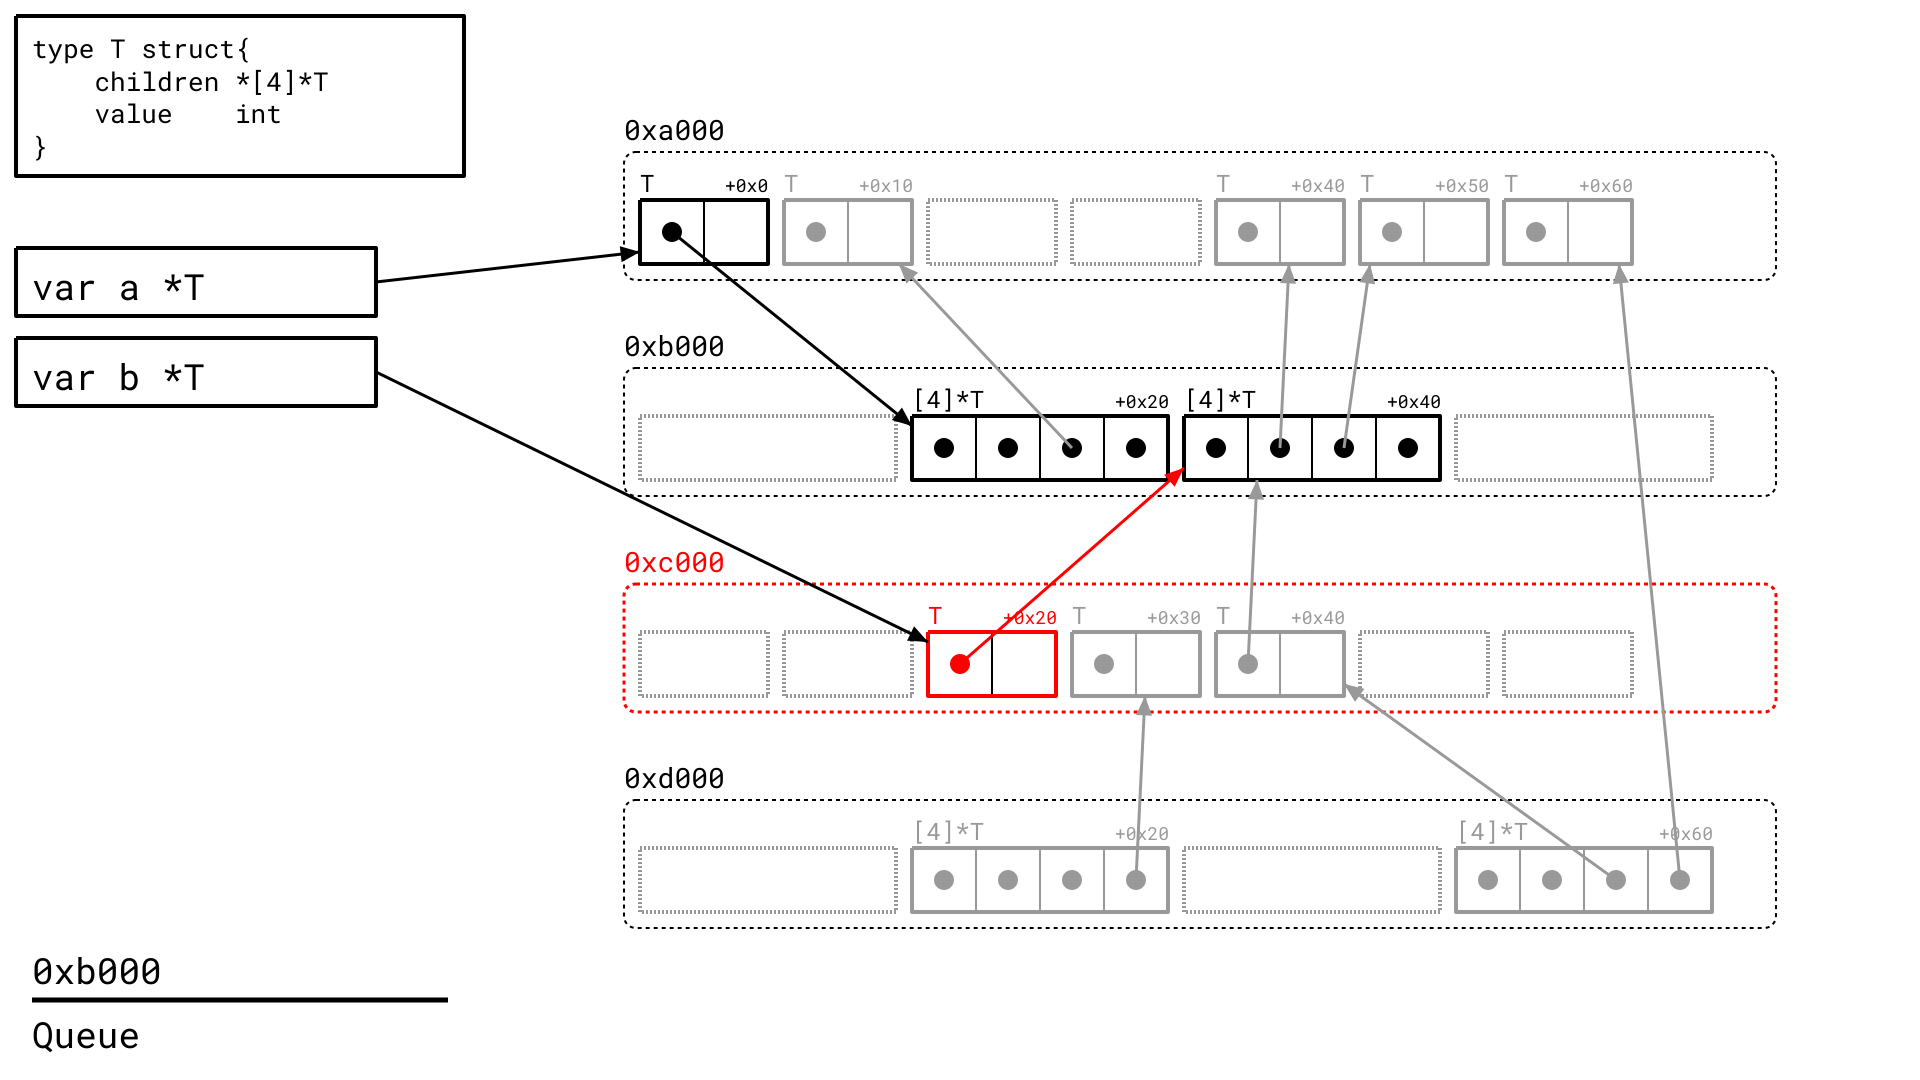 type T struct{
    children *[4]*T
    value    int
}
var a *T
var b *T
0xa000
T +0x0 T +0x10 T +0x40 T +0x50 T +0x60
0xb000
[4]*T +0x20 [4]*T +0x40
0xc000
T +0x20 T +0x30 T +0x40
0xd000
[4]*T +0x20 [4]*T +0x60
0xb000
Queue